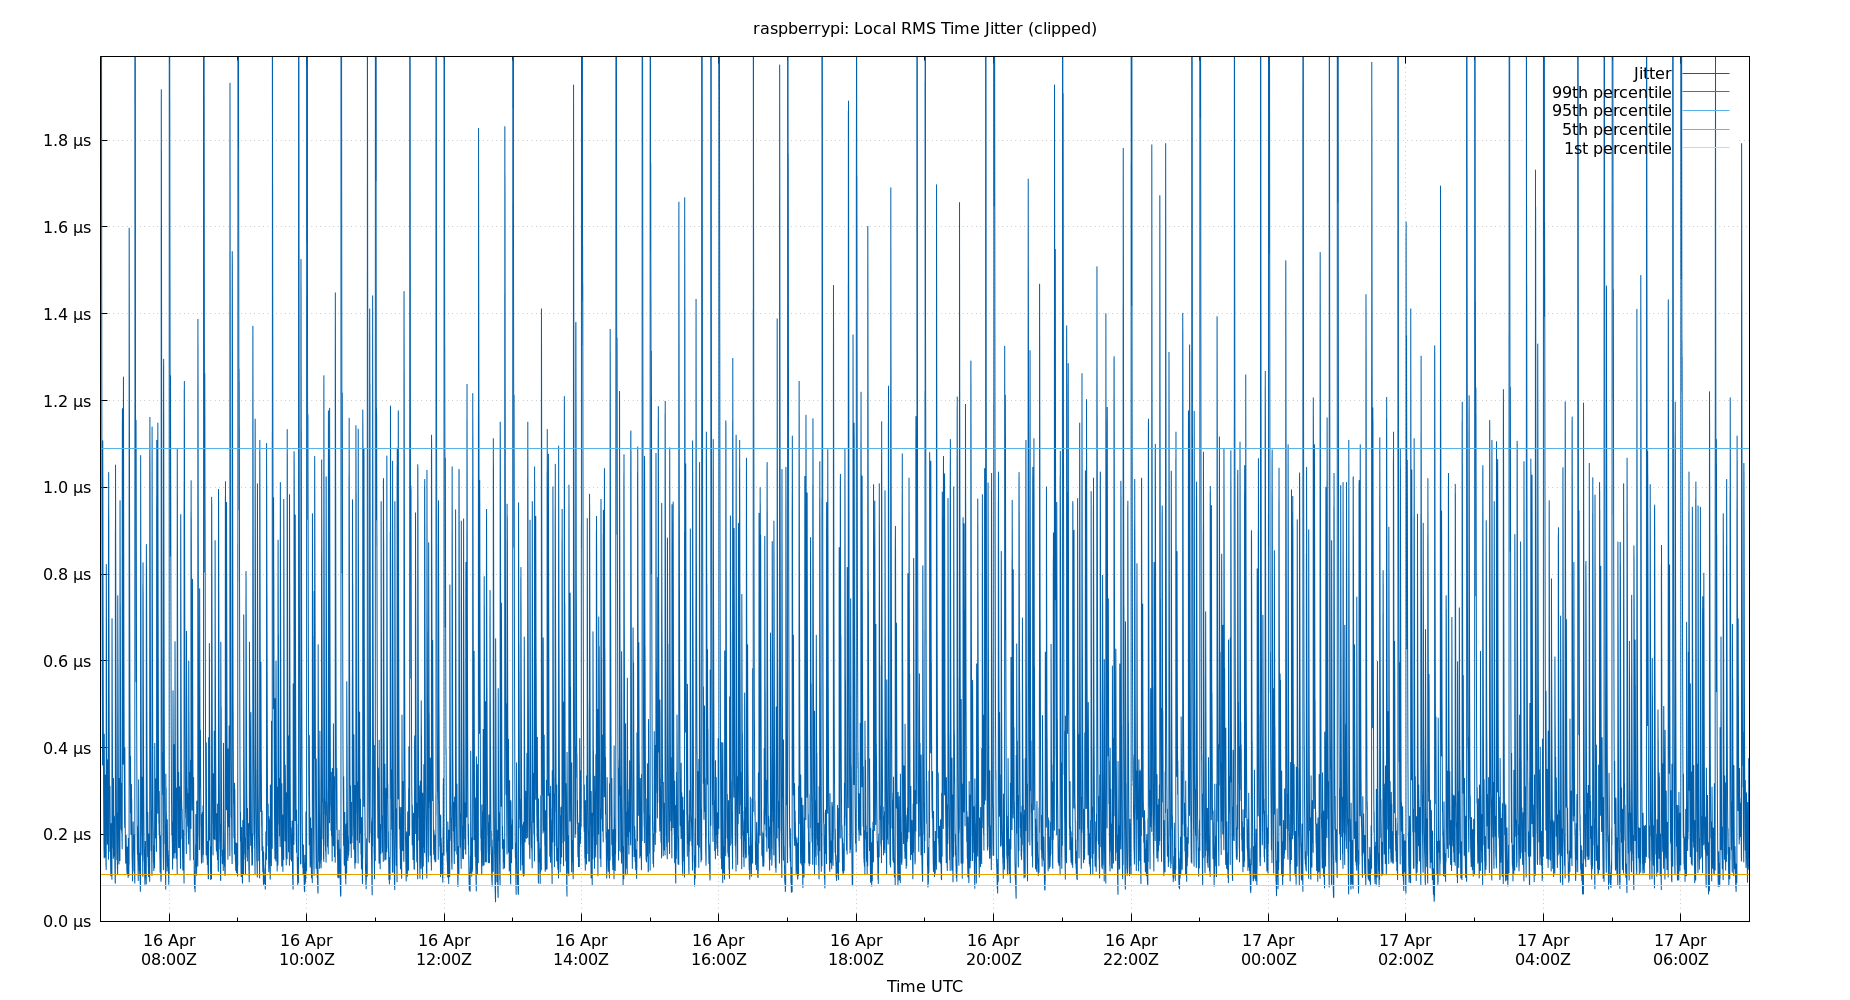 raspberrypi: Local RMS Time Jitter (clipped)
Jitter
99th percentile
95th percentile
5th percentile
1st percentile
1.8 μs
1.6 μs
1.4 μs
1.2 μs
1.0 μs
0.8 μs
0.6 μs
0.4 μs
0.2 μs
0.0 μs
16 Apr 16 Apr 16 Apr 16 Apr 16 Apr 16 Apr 16 Apr 16 Apr 17 Apr 17 Apr 17 Apr 17 Apr
08:00Z 10:00Z 12:00Z 14:00Z 16:00Z 18:00Z 20:00Z 22:00Z 00:00Z 02:00Z 04:00Z 06:00Z
Time UTC